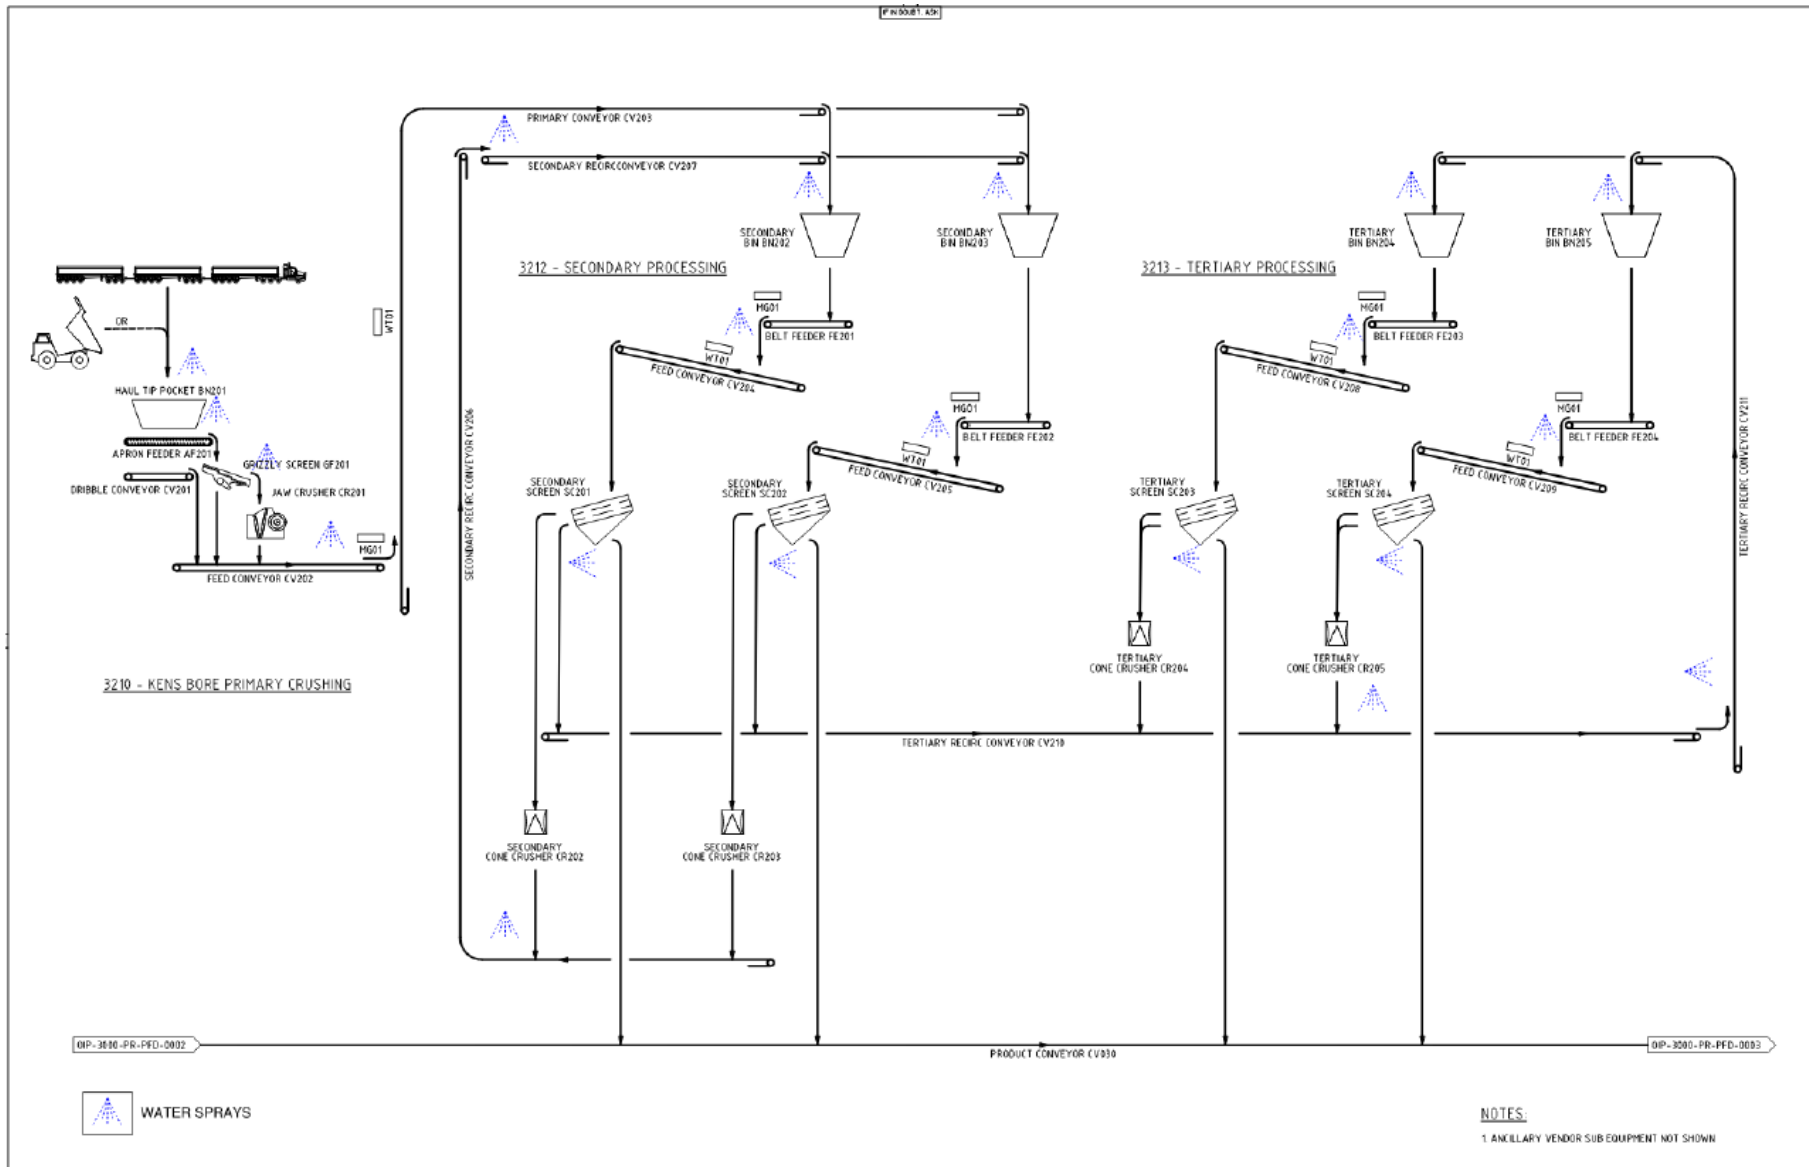 IF IN DOUBT, ASK
PRIMARY CONVEYOR CV203
SECONDARY RECIRCCONVEYOR CV207
SECONDARY
BIN BN202
SECONDARY
BIN BN203
TERTIARY
BIN BN204
TERTIARY
BIN BN205
3212 - SECONDARY PROCESSING
3213 - TERTIARY PROCESSING
OR
WT01
MG01
BELT FEEDER FE201
WT01
FEED CONVEYOR CV204
MG01
BELT FEEDER FE203
WT01
FEED CONVEYOR CV208
HAUL TIP POCKET BN201
APRON FEEDER AF201
GRIZZLY SCREEN GF201
DRIBBLE CONVEYOR CV201
JAW CRUSHER CR201
MG01
FEED CONVEYOR CV202
SECONDARY RECIRC CONVEYOR CV206
MG01
BELT FEEDER FE202
WT01
FEED CONVEYOR CV205
MG01
BELT FEEDER FE204
WT01
FEED CONVEYOR CV209
TERTIARY RECIRC CONVEYOR CV211
SECONDARY
SCREEN SC201
SECONDARY
SCREEN SC202
TERTIARY
SCREEN SC203
TERTIARY
SCREEN SC204
TERTIARY
CONE CRUSHER CR204
TERTIARY
CONE CRUSHER CR205
3210 - KENS BORE PRIMARY CRUSHING
TERTIARY RECIRC CONVEYOR CV210
SECONDARY
CONE CRUSHER CR202
SECONDARY
CONE CRUSHER CR203
OIP-3000-PR-PFD-0002
PRODUCT CONVEYOR CV030
OIP-3000-PR-PFD-0003
WATER SPRAYS
NOTES:
1 ANCILLARY VENDOR SUB EQUIPMENT NOT SHOWN